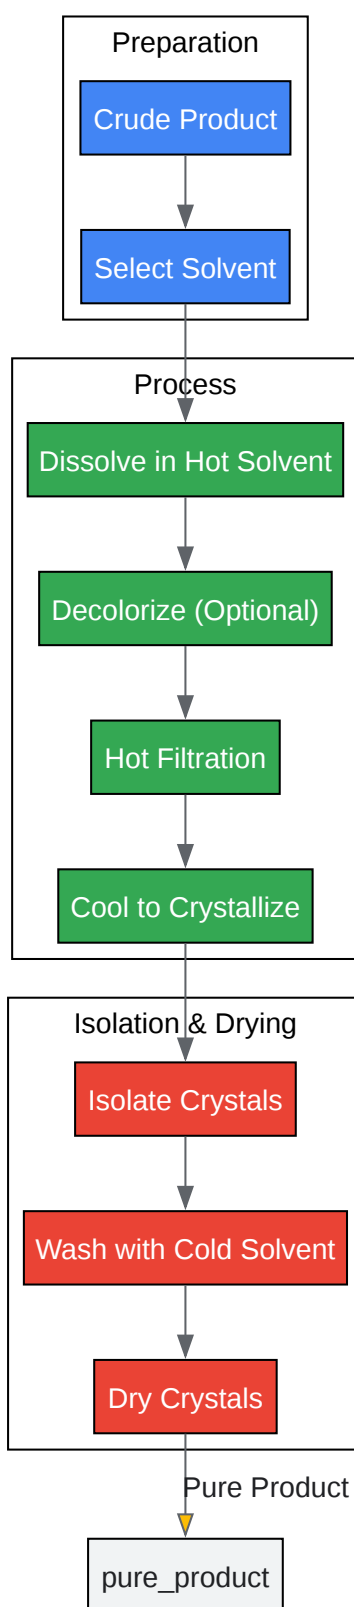 Preparation
Crude Product
Select Solvent
Process
Dissolve in Hot Solvent
Decolorize (Optional)
Hot Filtration
Cool to Crystallize
Isolation & Drying
Isolate Crystals
Wash with Cold Solvent
Dry Crystals
Pure Product
pure_product